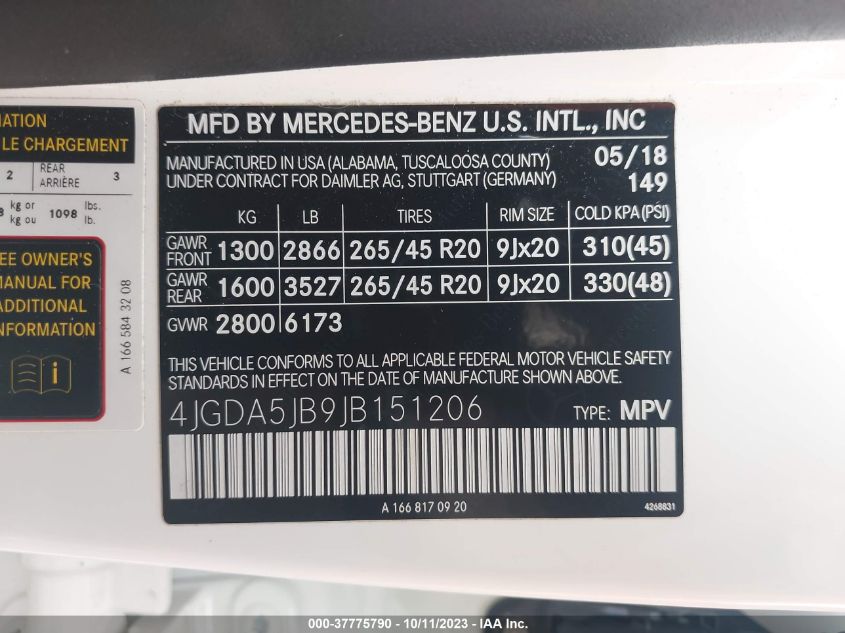 MATION
LE CHARGEMENT
2 REAR ARRIÈRE 3
kg or
kg ou 1098 lbs.
lb.
EE OWNER'S
MANUAL FOR
ADDITIONAL
INFORMATION
A 166 584 32 08
MFD BY MERCEDES-BENZ U.S. INTL., INC
MANUFACTURED IN USA (ALABAMA, TUSCALOOSA COUNTY) 05/18
UNDER CONTRACT FOR DAIMLER AG, STUTTGART (GERMANY) 149
KG LB TIRES RIM SIZE COLD KPA (PSI)
GAWR FRONT 1300 2866 265/45 R20 9Jx20 310(45)
GAWR REAR 1600 3527 265/45 R20 9Jx20 330(48)
GVWR 2800 6173
THIS VEHICLE CONFORMS TO ALL APPLICABLE FEDERAL MOTOR VEHICLE SAFETY
STANDARDS IN EFFECT ON THE DATE OF MANUFACTURE SHOWN ABOVE.
4JGDA5JB9JB151206 TYPE: MPV
A 166 817 09 20
4268831
000-37775790 - 10/11/2023 - IAA Inc.